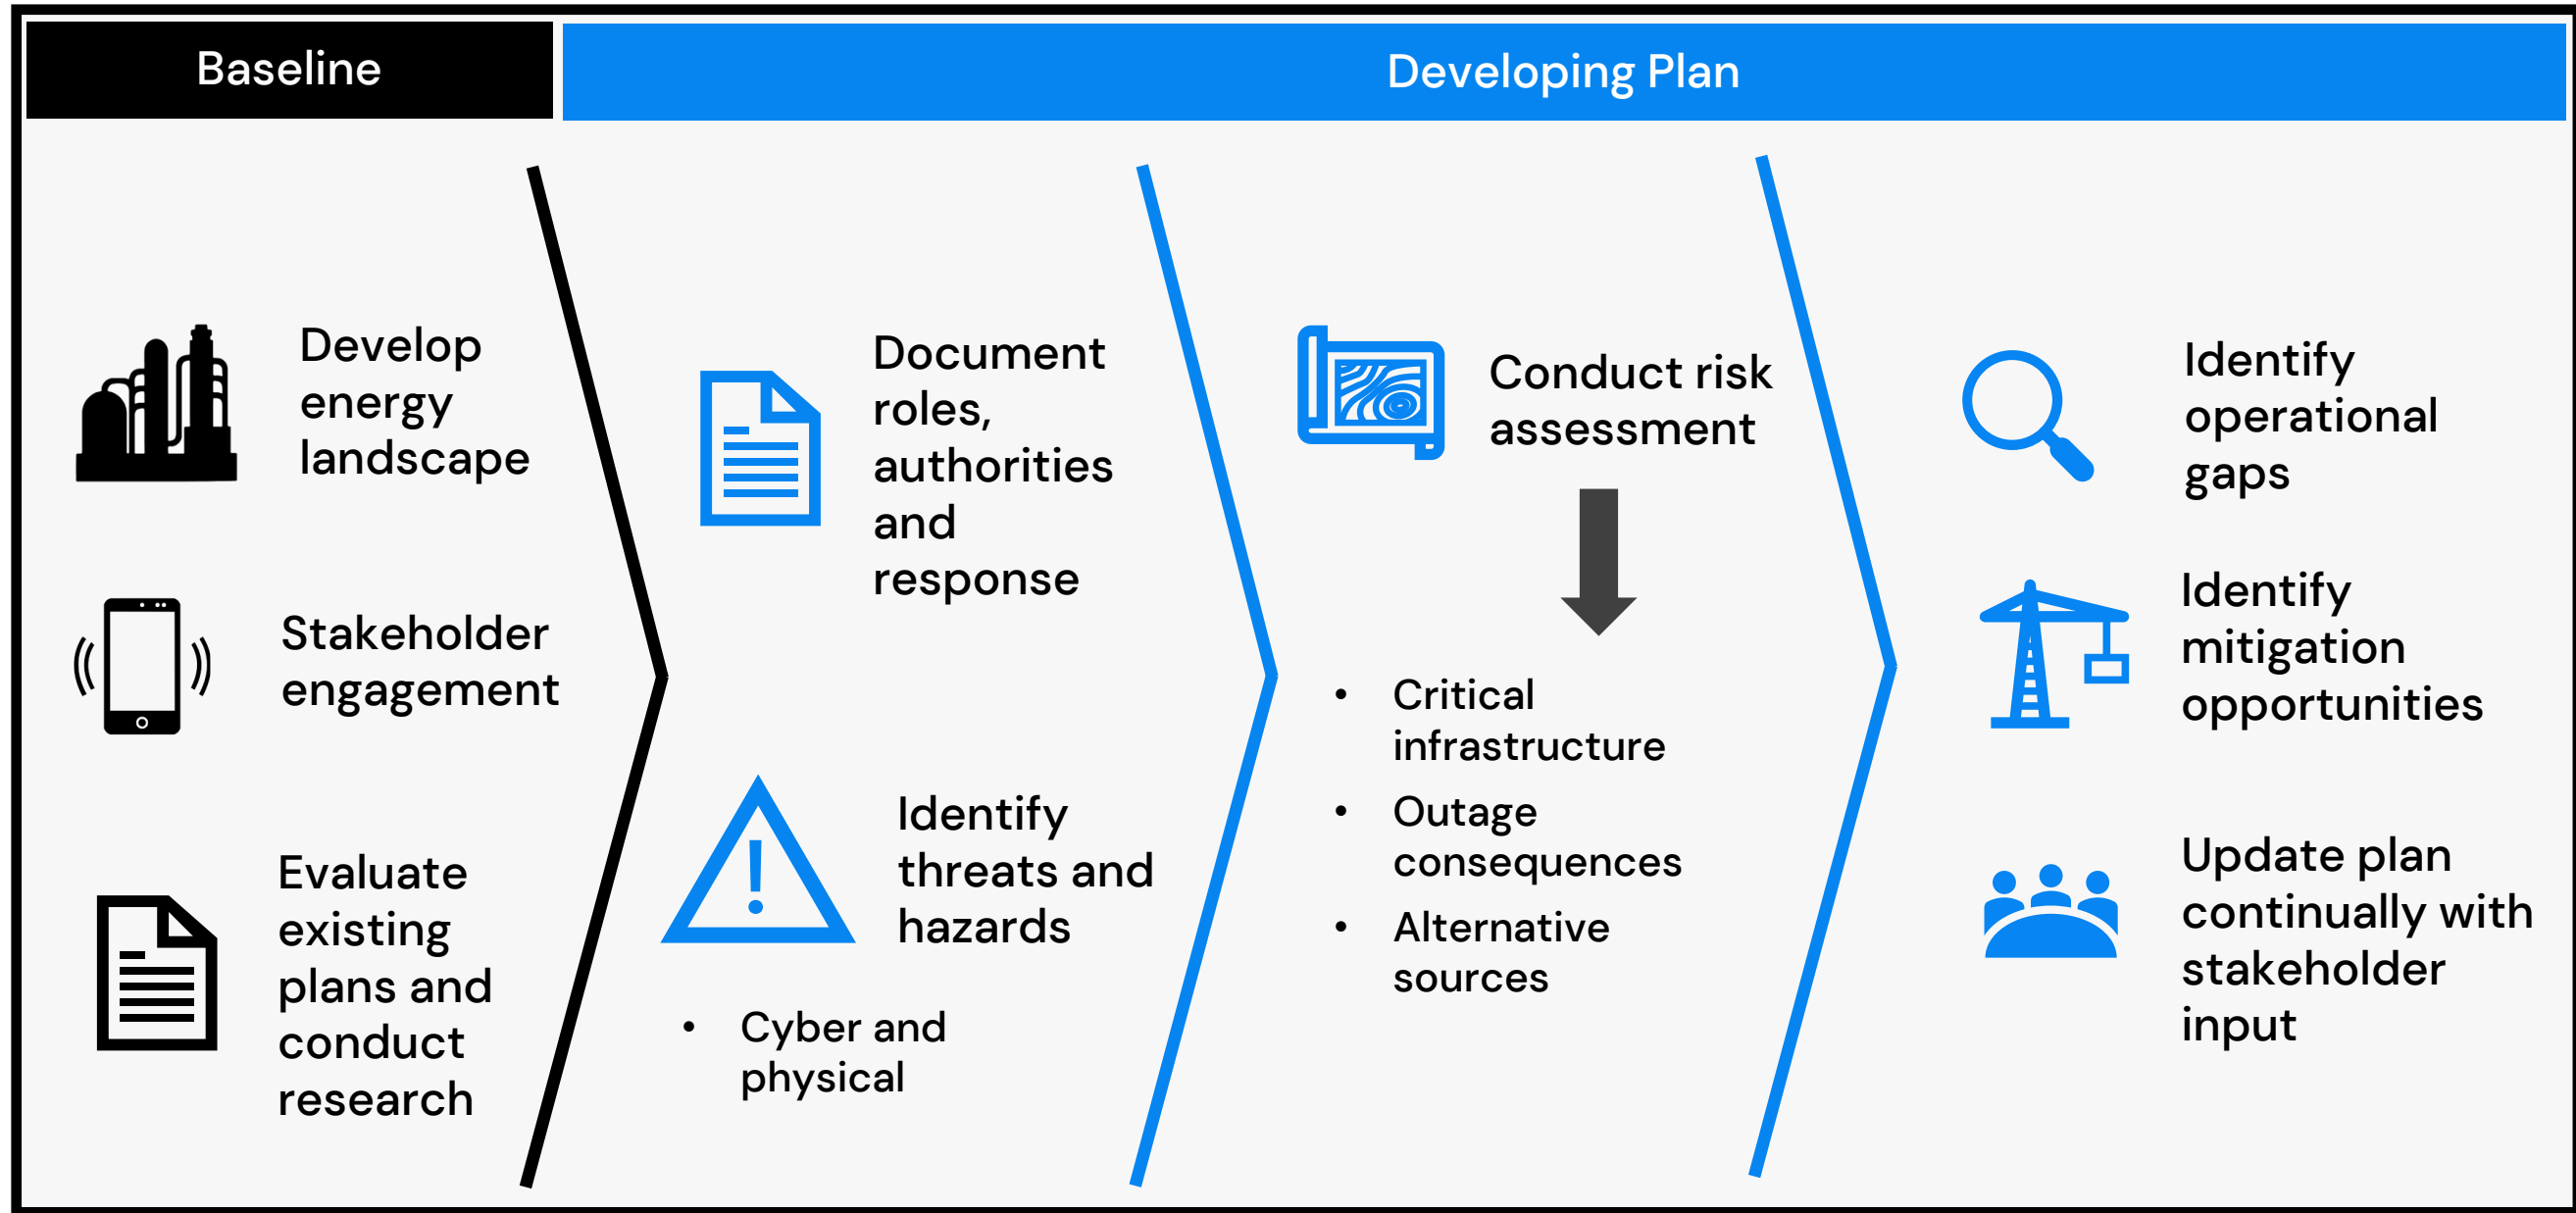 Baseline
Developing Plan
Develop
energy
landscape
Stakeholder
engagement
Evaluate
existing
plans and
conduct
research
Document
roles,
authorities
and
response
Identify
threats and
hazards
• Cyber and
physical
Conduct risk
assessment
• Critical
infrastructure
• Outage
consequences
• Alternative
sources
Identify
operational
gaps
Identify
mitigation
opportunities
Update plan
continually with
stakeholder
input